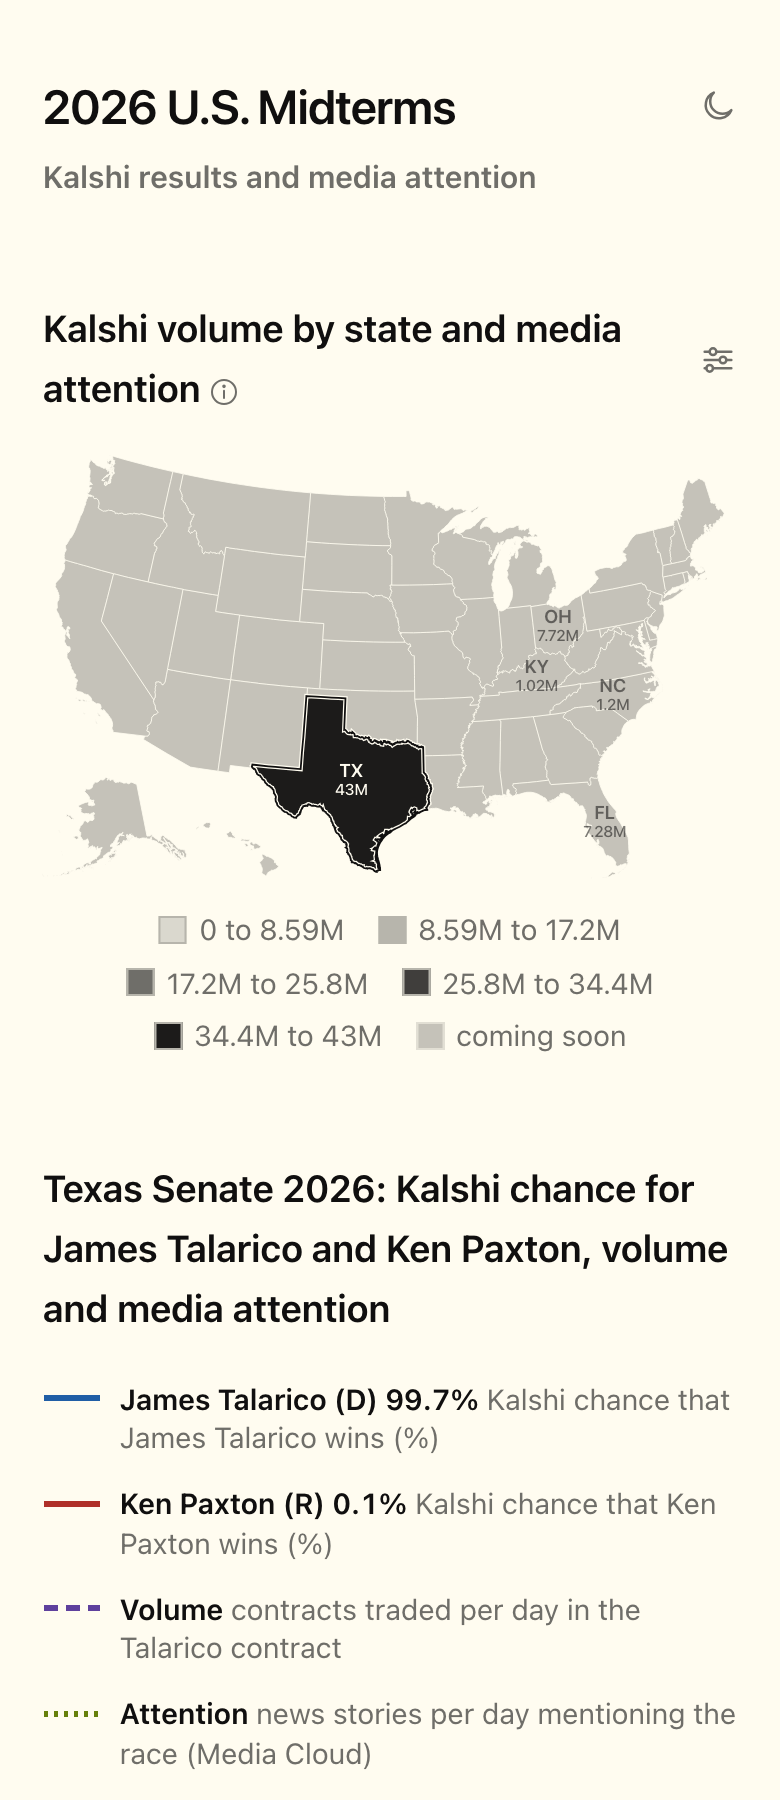 2026 U.S. Midterms
Kalshi results and media attention
Kalshi volume by state and media
attention
OH
7.72M
KY
1.02M
NC
1.2M
TX
43M
FL
7.28M
0 to 8.59M
8.59M to 17.2M
17.2M to 25.8M
25.8M to 34.4M
34.4M to 43M
coming soon
Texas Senate 2026: Kalshi chance for
James Talarico and Ken Paxton, volume
and media attention
James Talarico (D) 99.7% Kalshi chance that
James Talarico wins (%)
Ken Paxton (R) 0.1% Kalshi chance that Ken
Paxton wins (%)
Volume contracts traded per day in the
Talarico contract
Attention news stories per day mentioning the
race (Media Cloud)